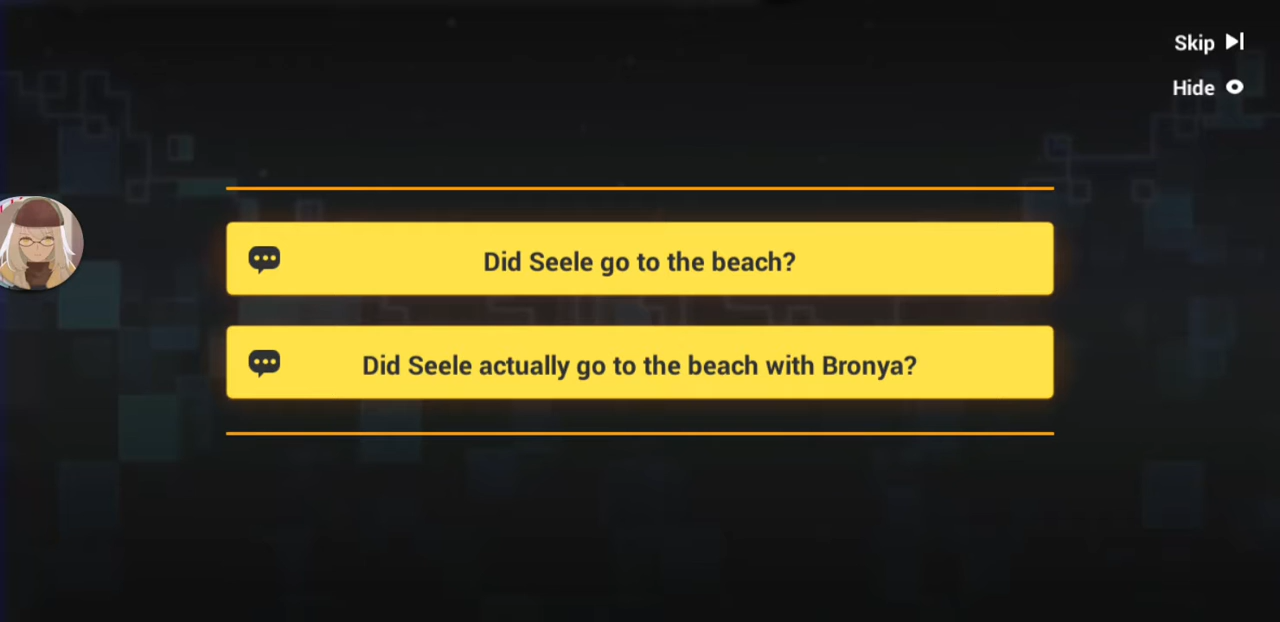 Skip
Hide
Did Seele go to the beach?
Did Seele actually go to the beach with Bronya?